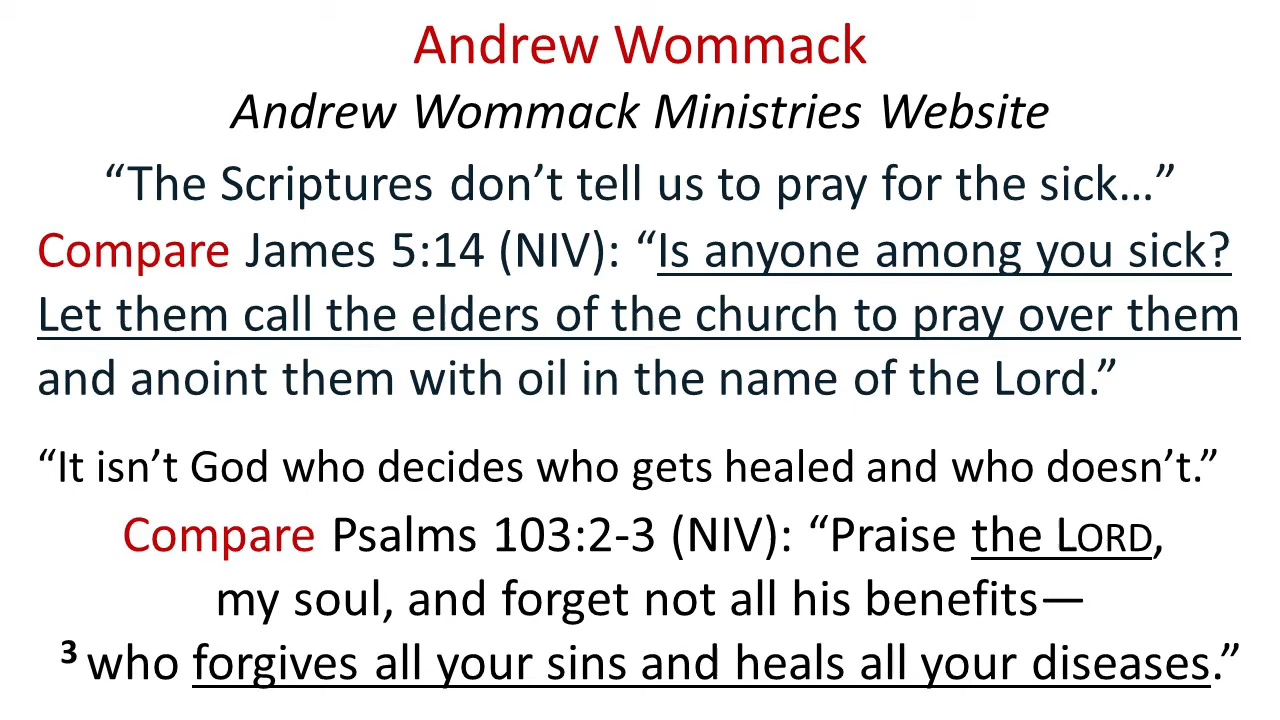 Andrew Wommack
Andrew Wommack Ministries Website
“The Scriptures don’t tell us to pray for the sick…”
Compare James 5:14 (NIV): “Is anyone among you sick?
Let them call the elders of the church to pray over them
and anoint them with oil in the name of the Lord.”
“It isn’t God who decides who gets healed and who doesn’t.”
Compare Psalms 103:2-3 (NIV): “Praise the LORD,
my soul, and forget not all his benefits—
3 who forgives all your sins and heals all your diseases.”